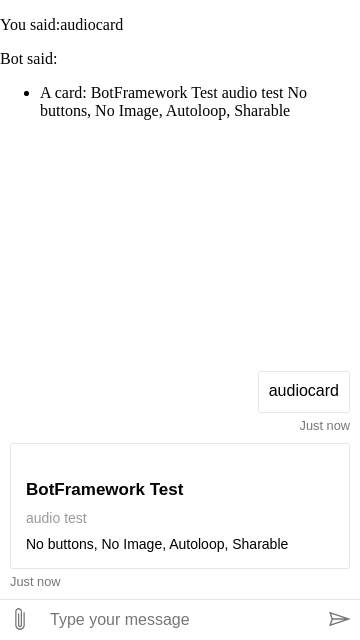 You said:audiocard
Bot said:
A card: BotFramework Test audio test No
buttons, No Image, Autoloop, Sharable
audiocard
Just now
BotFramework Test
audio test
No buttons, No Image, Autoloop, Sharable
Just now
Type your message